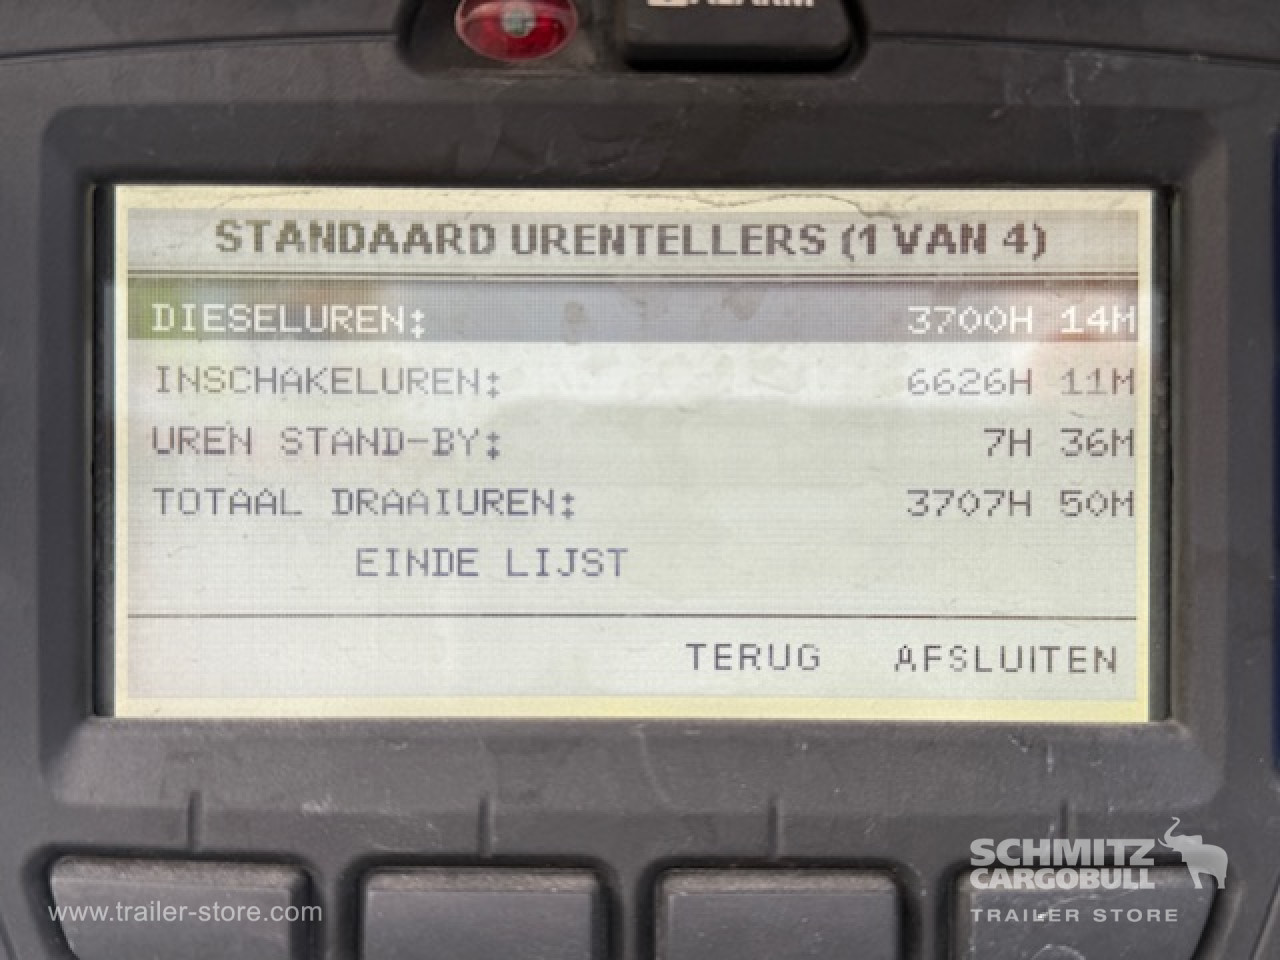 ALARM
STANDAARD URENTELLERS (1 VAN 4)
DIESELUREN: 3700H 14M
INSCHAKELUREN: 6626H 11M
UREN STAND-BY: 7H 36M
TOTAAL DRAAIUREN: 3707H 50M
EINDE LIJST
TERUG AFSLUITEN
SCHMITZ
CARGOBULL
TRAILER STORE
www.trailer-store.com